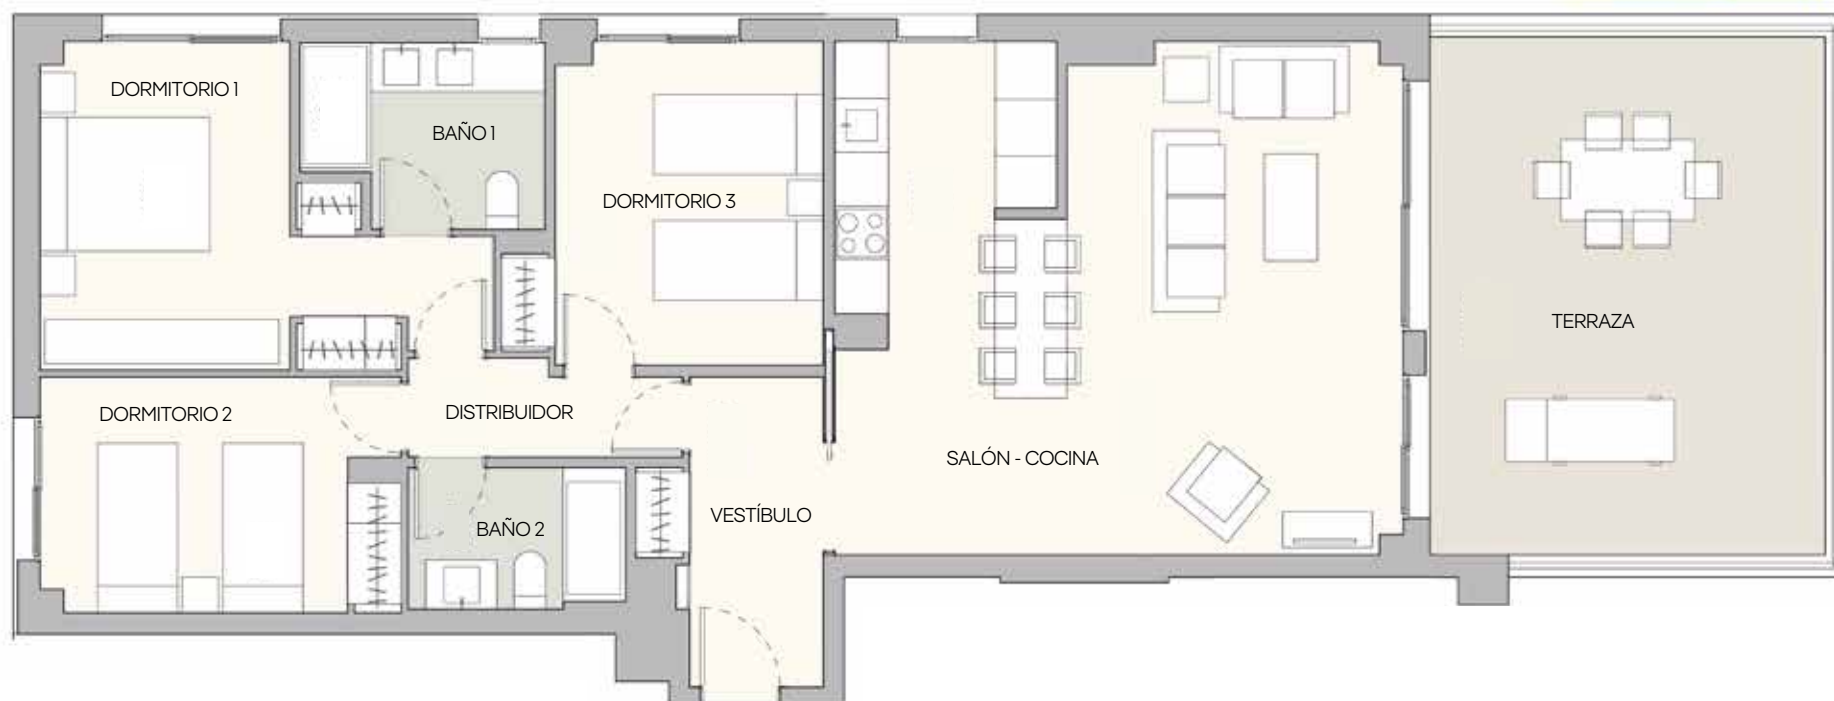 DORMITORIO 1
BAÑO 1
DORMITORIO 3
TERRAZA
DORMITORIO 2
DISTRIBUIDOR
SALÓN - COCINA
VESTÍBULO
BAÑO 2